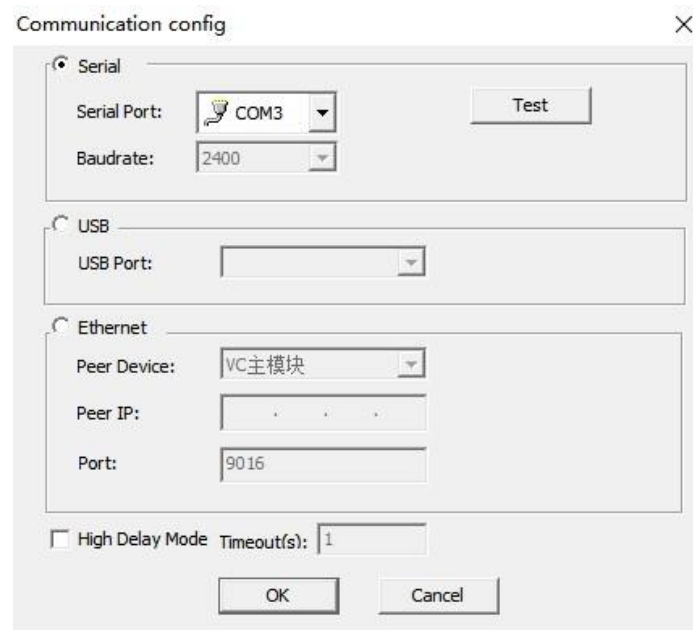 Communication config
Serial
Serial Port: COM3 Test
Baudrate: 2400
USB
USB Port:
Ethernet
Peer Device: VC主模块
Peer IP: . . .
Port: 9016
High Delay Mode Timeout(s): 1
OK Cancel